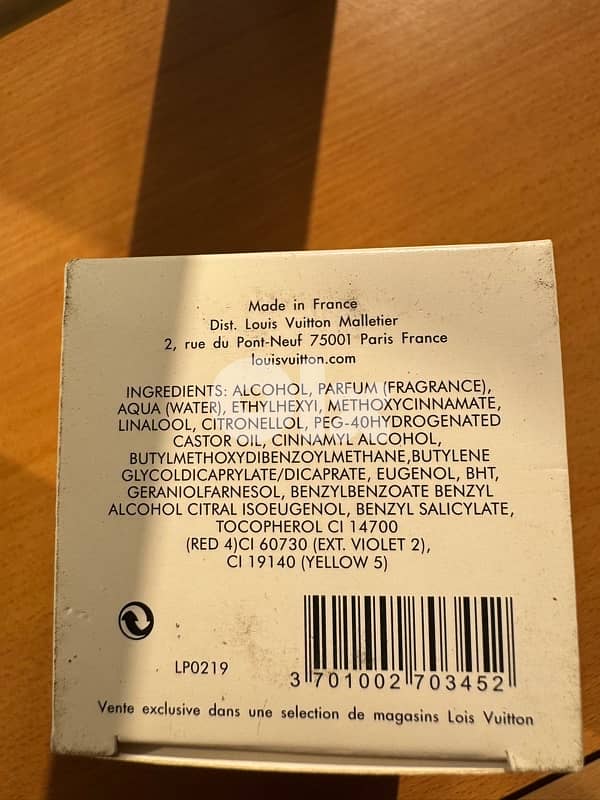 Made in France
Dist. Louis Vuitton Malletier
2, rue du Pont-Neuf 75001 Paris France
louisvuitton.com
INGREDIENTS: ALCOHOL, PARFUM (FRAGRANCE),
AQUA (WATER), ETHYLHEXYI, METHOXYCINNAMATE,
LINALOOL, CITRONELLOL, PEG-40HYDROGENATED
CASTOR OIL, CINNAMYL ALCOHOL,
BUTYLMETHOXYDIBENZOYLMETHANE,BUTYLENE
GLYCOLDICAPRYLATE/DICAPRATE, EUGENOL, BHT,
GERANIOLFARNESOL, BENZYLBENZOATE BENZYL
ALCOHOL CITRAL ISOEUGENOL, BENZYL SALICYLATE,
TOCOPHEROL CI 14700
(RED 4)CI 60730 (EXT. VIOLET 2),
CI 19140 (YELLOW 5)
LP0219
3 701002 703452
Vente exclusive dans une selection de magasins Lois Vuitton